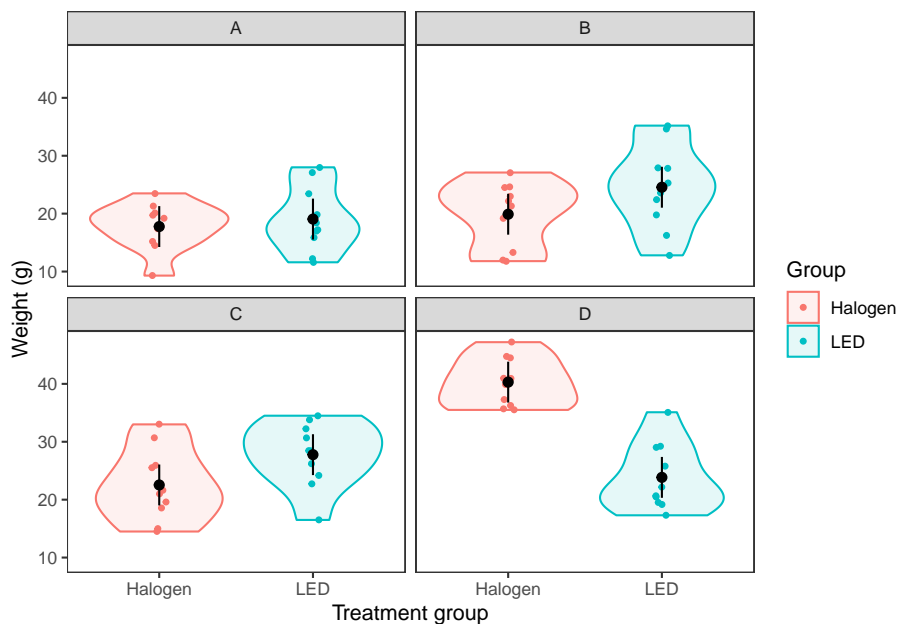 A
B
40
30
20
10
C
D
40
30
20
10
Weight (g)
Halogen
LED
Halogen
LED
Treatment group
Group
Halogen
LED